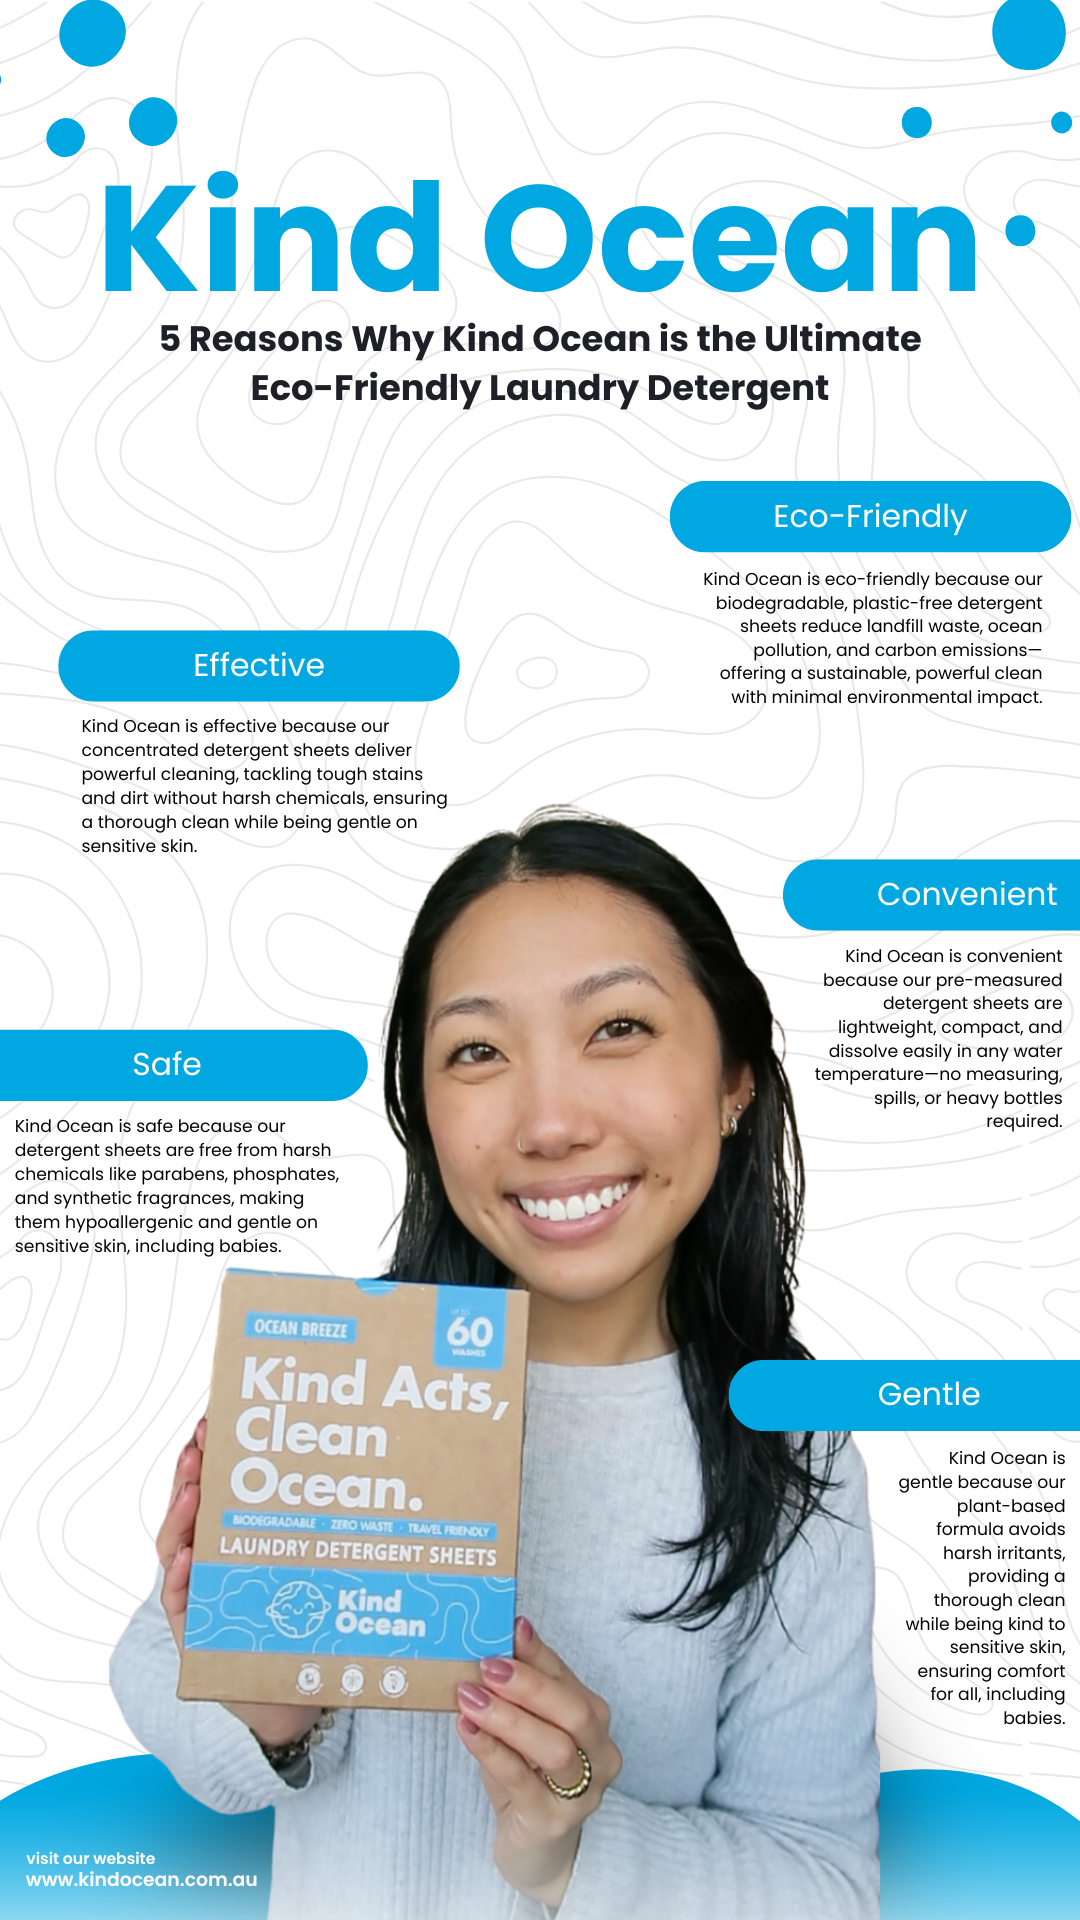 Kind Ocean
5 Reasons Why Kind Ocean is the Ultimate
Eco-Friendly Laundry Detergent
Eco-Friendly
Kind Ocean is eco-friendly because our
biodegradable, plastic-free detergent
sheets reduce landfill waste, ocean
pollution, and carbon emissions—
offering a sustainable, powerful clean
with minimal environmental impact.
Effective
Kind Ocean is effective because our
concentrated detergent sheets deliver
powerful cleaning, tackling tough stains
and dirt without harsh chemicals, ensuring
a thorough clean while being gentle on
sensitive skin.
Convenient
Kind Ocean is convenient
because our pre-measured
detergent sheets are
lightweight, compact, and
dissolve easily in any water
temperature—no measuring,
spills, or heavy bottles
required.
Safe
Kind Ocean is safe because our
detergent sheets are free from harsh
chemicals like parabens, phosphates,
and synthetic fragrances, making
them hypoallergenic and gentle on
sensitive skin, including babies.
OCEAN BREEZE
UP TO
60
WASHES
Kind Acts,
Clean
Ocean.
BIODEGRADABLE · ZERO WASTE · TRAVEL FRIENDLY
LAUNDRY DETERGENT SHEETS
Kind
Ocean
Gentle
Kind Ocean is
gentle because our
plant-based
formula avoids
harsh irritants,
providing a
thorough clean
while being kind to
sensitive skin,
ensuring comfort
for all, including
babies.
visit our website
www.kindocean.com.au